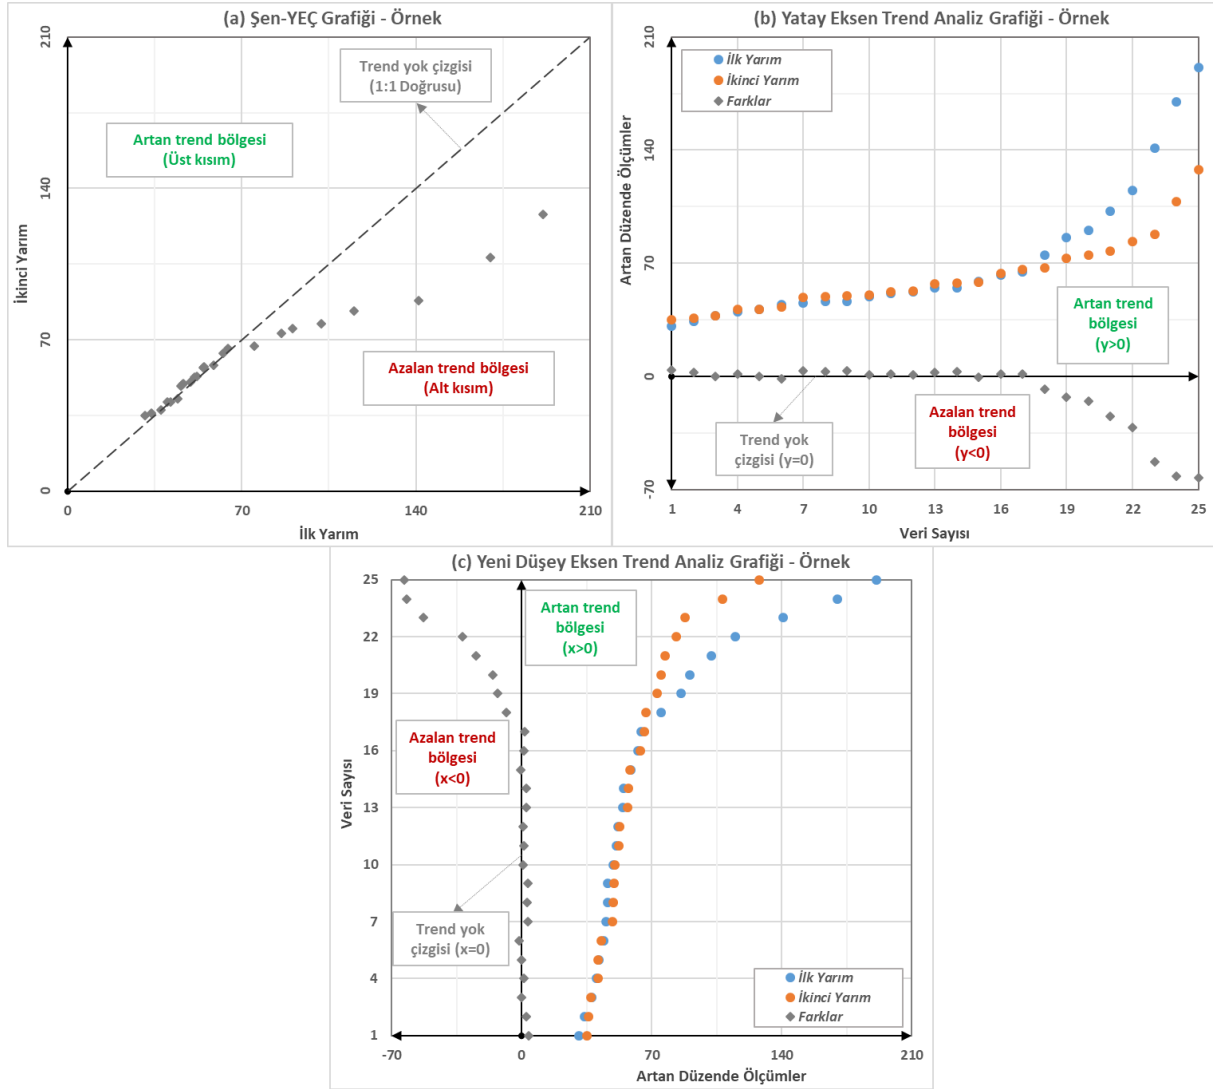 (a) Şen-YEÇ Grafiği - Örnek
210
Trend yok çizgisi
(1:1 Doğrusu)
Artan trend bölgesi
(Üst kısım)
140
İkinci Yarım
70
Azalan trend bölgesi
(Alt kısım)
0
0 70 140 210
İlk Yarım
(b) Yatay Eksen Trend Analiz Grafiği - Örnek
210
İlk Yarım
İkinci Yarım
Farklar
140
Artan Düzende Ölçümler
70
Artan trend
bölgesi
(y>0)
0
Azalan trend
bölgesi
(y<0)
Trend yok
çizgisi (y=0)
-70
1 4 7 10 13 16 19 22 25
Veri Sayısı
(c) Yeni Düşey Eksen Trend Analiz Grafiği - Örnek
25
Artan trend
bölgesi
(x>0)
22
19
Azalan trend
bölgesi
(x<0)
16
Veri Sayısı
13
10
7
Trend yok
çizgisi (x=0)
4
İlk Yarım
İkinci Yarım
Farklar
1
-70 0 70 140 210
Artan Düzende Ölçümler